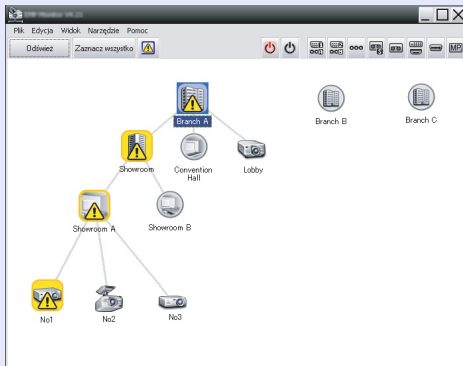 Plik Edycja Widok Narzędzie Pomoc
Odśwież Zaznacz wszystko
MP
Branch A
Branch B
Branch C
Showroom
Convention
Hall
Lobby
Showroom A
Showroom B
No1
No2
No3